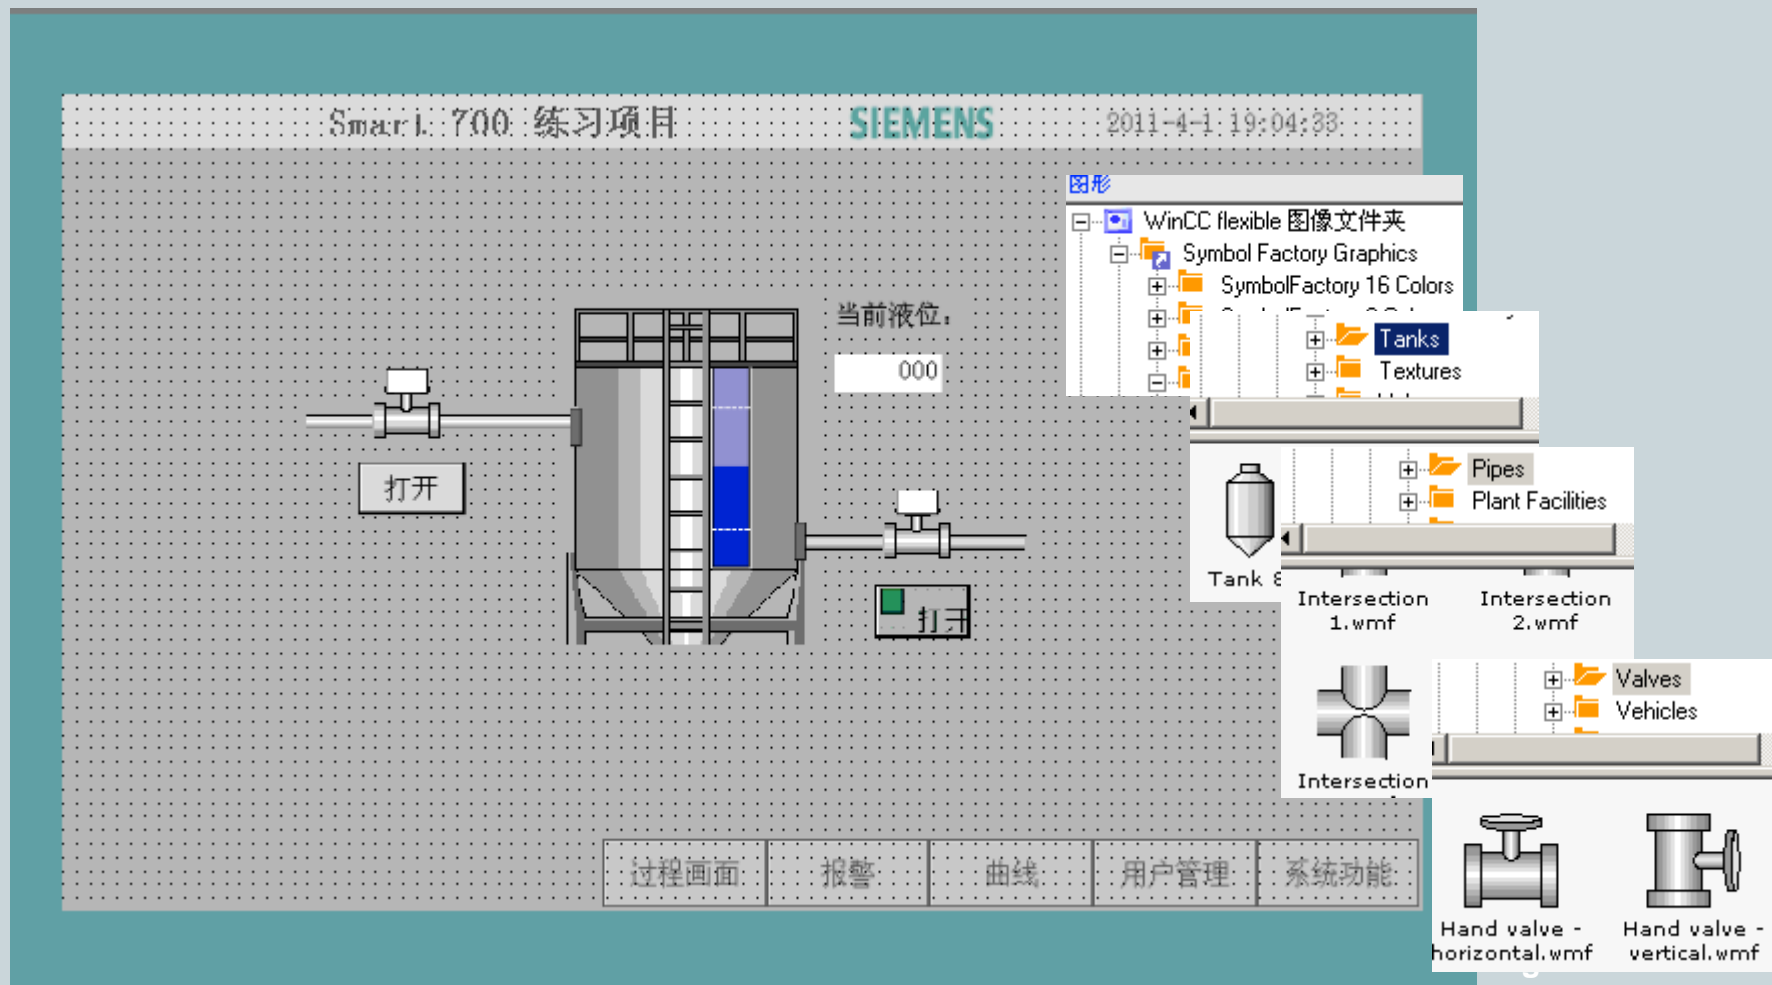 Smart 700 练习项目
SIEMENS
2011-4-1 19:04:33
图形
WinCC flexible 图像文件夹
Symbol Factory Graphics
SymbolFactory 16 Colors
当前液位:
000
打开
打开
Tanks
Textures
Tank 8
Pipes
Plant Facilities
Intersection
1.wmf
Intersection
2.wmf
Intersection
Valves
Vehicles
Hand valve -
horizontal.wmf
Hand valve -
vertical.wmf
过程画面
报警
曲线
用户管理
系统功能